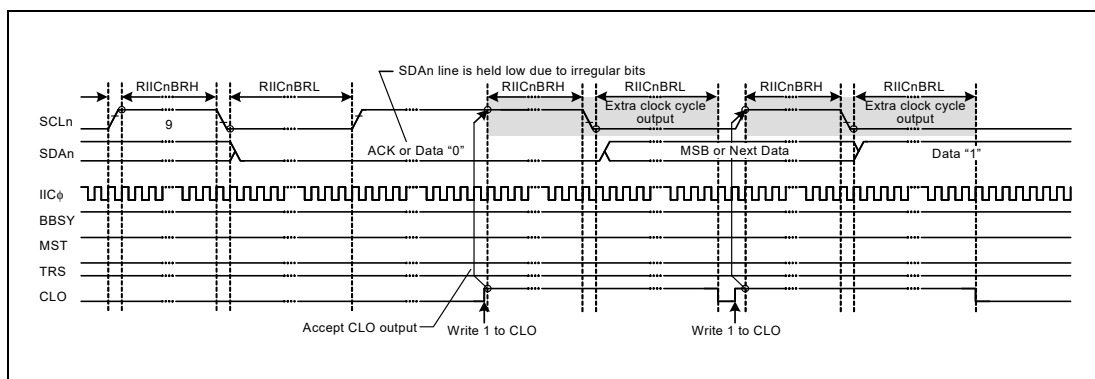 SDAn line is held low due to irregular bits
RIICnBRH RIICnBRL RIICnBRH RIICnBRL RIICnBRH RIICnBRL
Extra clock cycle output
Extra clock cycle output
SCLn
9
SDAn
ACK or Data “0”
MSB or Next Data
Data “1”
IICϕ
BBSY
MST
TRS
CLO
Accept CLO output
Write 1 to CLO
Write 1 to CLO